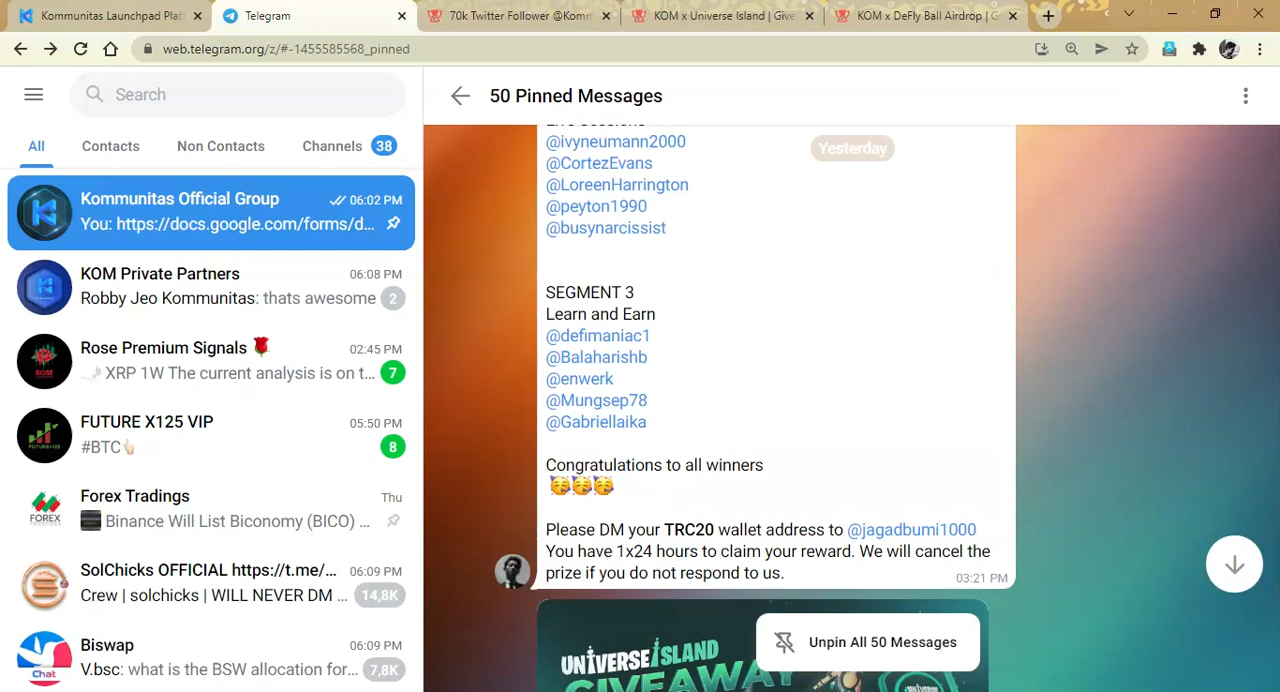 Kommunitas Launchpad Plat
Telegram
70k Twitter Follower @Komm
KOM x Universe Island | Give
KOM x DeFly Ball Airdrop | G
web.telegram.org/z/#-1455585568_pinned
Search
All
Contacts
Non Contacts
Channels 38
Kommunitas Official Group 06:02 PM
You: https://docs.google.com/forms/d...
KOM Private Partners 06:08 PM
Robby Jeo Kommunitas: thats awesome 2
Rose Premium Signals 🌹 02:45 PM
XRP 1W The current analysis is on t... 7
FUTURE X125 VIP 05:50 PM
#BTC👆🏻 8
Forex Tradings Thu
Binance Will List Biconomy (BICO) ...
SolChicks OFFICIAL https://t.me/... 06:09 PM
Crew | solchicks | WILL NEVER DM ... 14,8K
Biswap 06:09 PM
V.bsc: what is the BSW allocation for... 7,8K
ROSE
FOREX
Chat
50 Pinned Messages
Yesterday
@ivyneumann2000
@CortezEvans
@LoreenHarrington
@peyton1990
@busynarcissist
SEGMENT 3
Learn and Earn
@defimaniac1
@Balaharishb
@enwerk
@Mungsep78
@Gabriellaika
Congratulations to all winners
🥳🥳🥳
Please DM your TRC20 wallet address to @jagadbumi1000
You have 1x24 hours to claim your reward. We will cancel the
prize if you do not respond to us.
03:21 PM
UNIVERSE ISLAND
GIVEAWAY
Unpin All 50 Messages